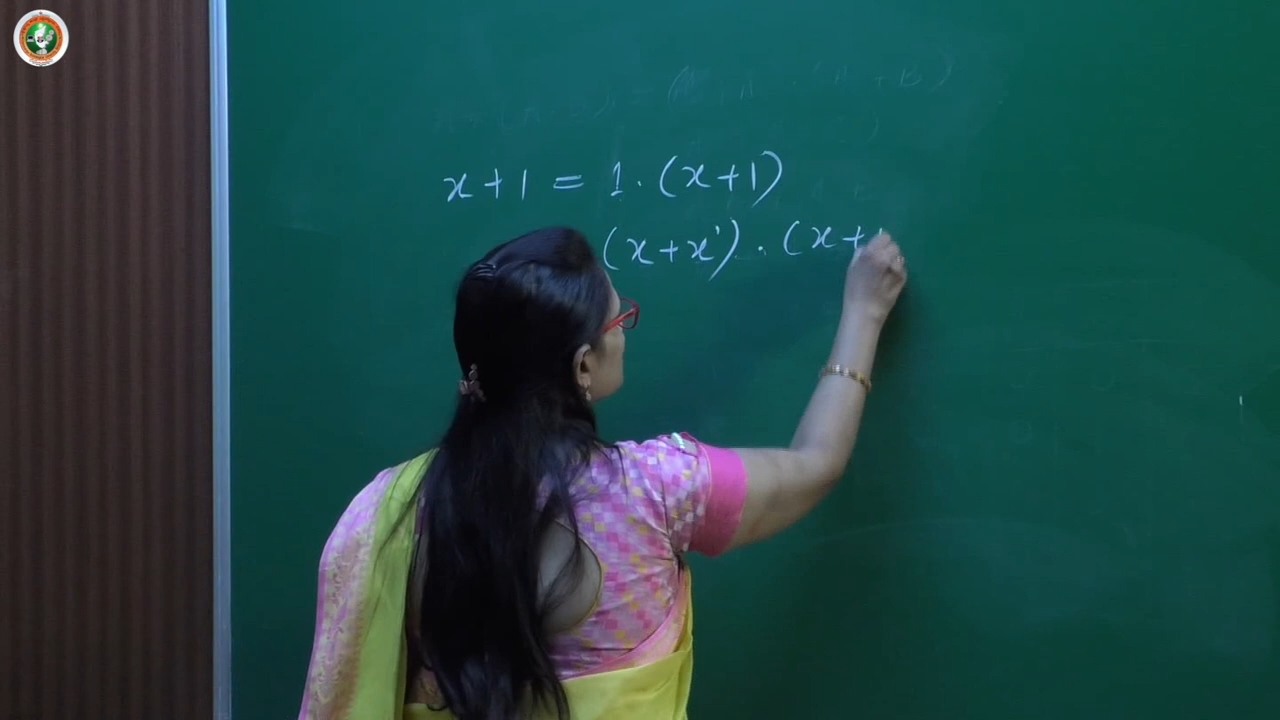 x + 1 = 1 . (x + 1)
(x + x') . (x +